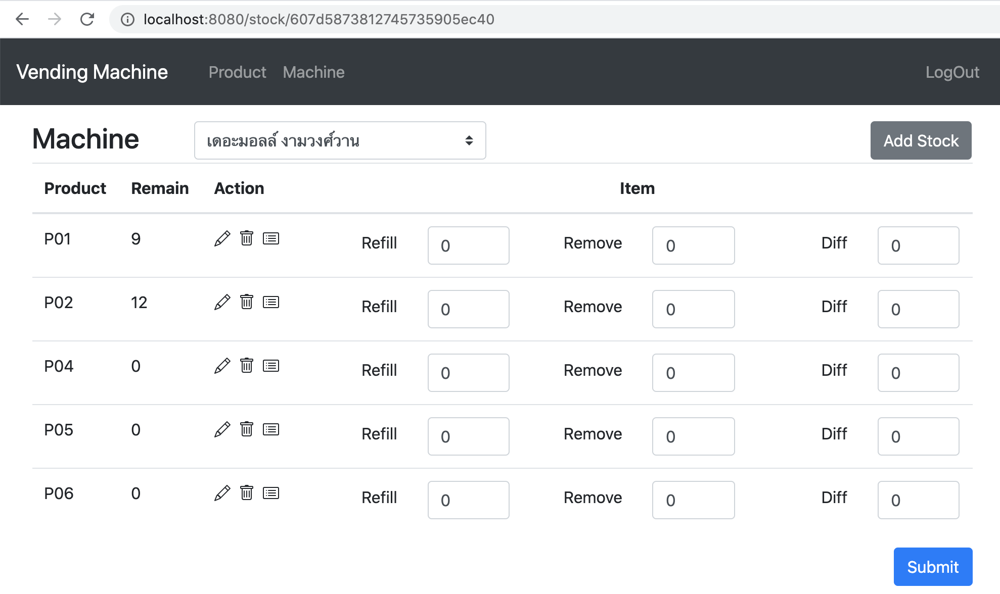 localhost:8080/stock/607d5873812745735905ec40
Vending Machine Product Machine LogOut
Machine เดอะมอลล์ งามวงศ์วาน Add Stock
Product Remain Action Item
P01 9 Refill 0 Remove 0 Diff 0
P02 12 Refill 0 Remove 0 Diff 0
P04 0 Refill 0 Remove 0 Diff 0
P05 0 Refill 0 Remove 0 Diff 0
P06 0 Refill 0 Remove 0 Diff 0
Submit